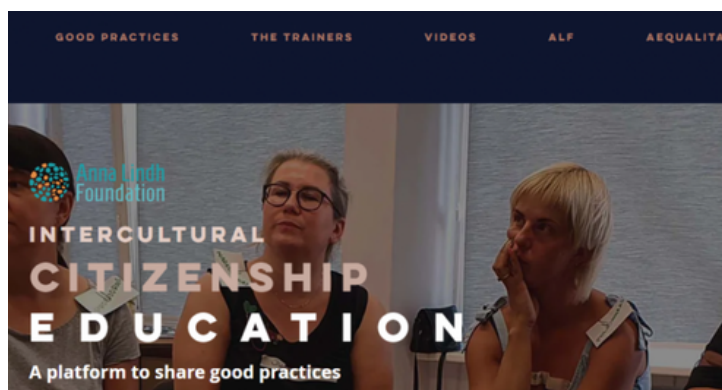 GOOD PRACTICES THE TRAINERS VIDEOS ALF
Anna Lindh
Foundation
INTERCULTURAL
CITIZENSHIP
EDUCATION
A platform to share good practices